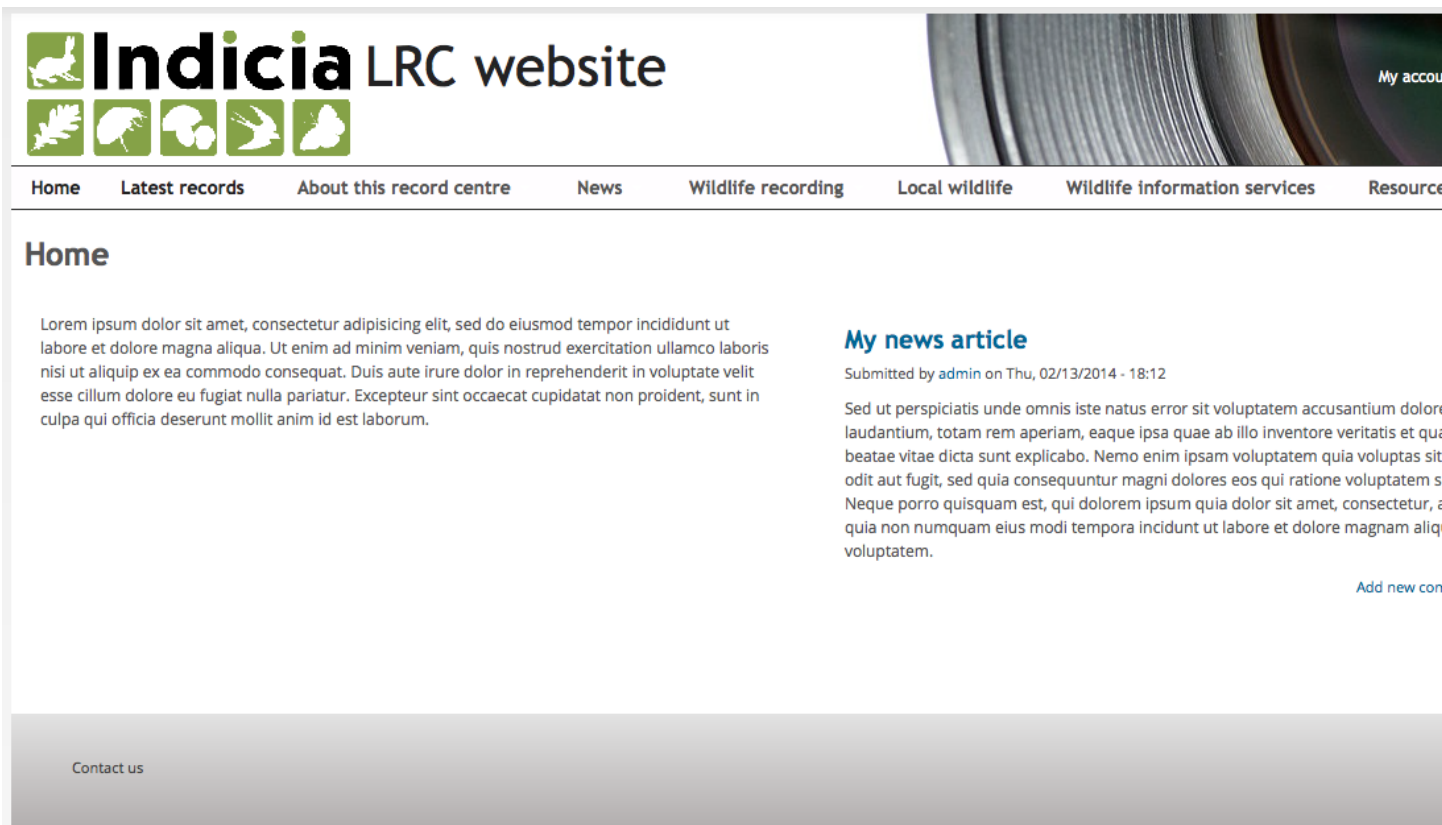 Indicia LRC website
My accou
Home Latest records About this record centre News Wildlife recording Local wildlife Wildlife information services Resource
Home
Lorem ipsum dolor sit amet, consectetur adipisicing elit, sed do eiusmod tempor incididunt ut
labore et dolore magna aliqua. Ut enim ad minim veniam, quis nostrud exercitation ullamco laboris
nisi ut aliquip ex ea commodo consequat. Duis aute irure dolor in reprehenderit in voluptate velit
esse cillum dolore eu fugiat nulla pariatur. Excepteur sint occaecat cupidatat non proident, sunt in
culpa qui officia deserunt mollit anim id est laborum.
My news article
Submitted by admin on Thu, 02/13/2014 - 18:12
Sed ut perspiciatis unde omnis iste natus error sit voluptatem accusantium dolore
laudantium, totam rem aperiam, eaque ipsa quae ab illo inventore veritatis et qua
beatae vitae dicta sunt explicabo. Nemo enim ipsam voluptatem quia voluptas sit
odit aut fugit, sed quia consequuntur magni dolores eos qui ratione voluptatem s
Neque porro quisquam est, qui dolorem ipsum quia dolor sit amet, consectetur, a
quia non numquam eius modi tempora incidunt ut labore et dolore magnam aliq
voluptatem.
Add new con
Contact us